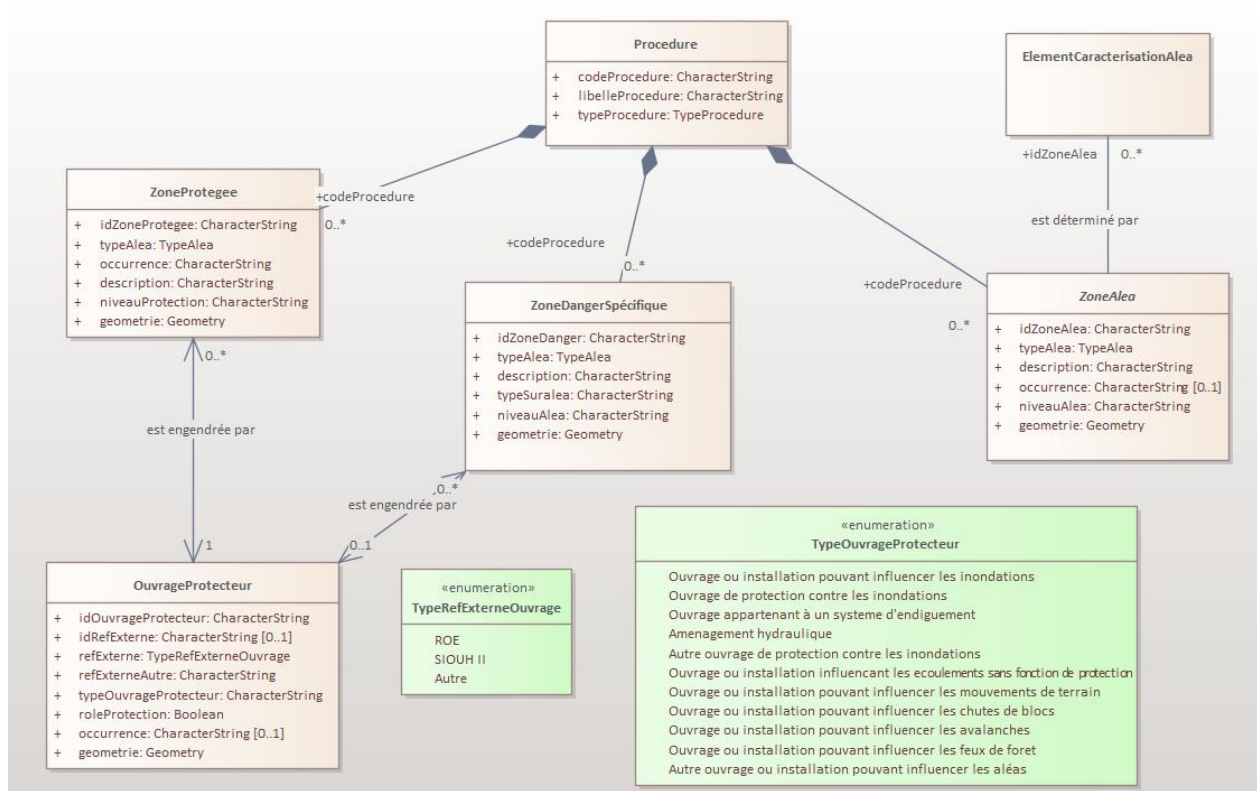 Procedure
+ codeProcedure: CharacterString
+ libelleProcedure: CharacterString
+ typeProcedure: TypeProcedure
ElementCaracterisationAlea
+idZoneAlea 0..*
est déterminé par
ZoneProtegee
+ idZoneProtegee: CharacterString
+ typeAlea: TypeAlea
+ occurrence: CharacterString
+ description: CharacterString
+ niveauProtection: CharacterString
+ geometrie: Geometry
+codeProcedure
0..*
+codeProcedure
0..*
+codeProcedure
0..*
ZoneDangerSpécifique
+ idZoneDanger: CharacterString
+ typeAlea: TypeAlea
+ description: CharacterString
+ typeSuralea: CharacterString
+ niveauAlea: CharacterString
+ geometrie: Geometry
ZoneAlea
+ idZoneAlea: CharacterString
+ typeAlea: TypeAlea
+ description: CharacterString
+ occurrence: CharacterString [0..1]
+ niveauAlea: CharacterString
+ geometrie: Geometry
0..*
est engendrée par
1
0..*
est engendrée par
0..1
OuvrageProtecteur
+ idOuvrageProtecteur: CharacterString
+ idRefExterne: CharacterString [0..1]
+ refExterne: TypeRefExterneOuvrage
+ refExterneAutre: CharacterString
+ typeOuvrageProtecteur: CharacterString
+ roleProtection: Boolean
+ occurrence: CharacterString [0..1]
+ geometrie: Geometry
«enumeration»
TypeRefExterneOuvrage
ROE
SIOUH II
Autre
«enumeration»
TypeOuvrageProtecteur
Ouvrage ou installation pouvant influencer les inondations
Ouvrage de protection contre les inondations
Ouvrage appartenant à un systeme d'endiguement
Amenagement hydraulique
Autre ouvrage de protection contre les inondations
Ouvrage ou installation influencant les ecoulements sans fonction de protection
Ouvrage ou installation pouvant influencer les mouvements de terrain
Ouvrage ou installation pouvant influencer les chutes de blocs
Ouvrage ou installation pouvant influencer les avalanches
Ouvrage ou installation pouvant influencer les feux de foret
Autre ouvrage ou installation pouvant influencer les aléas